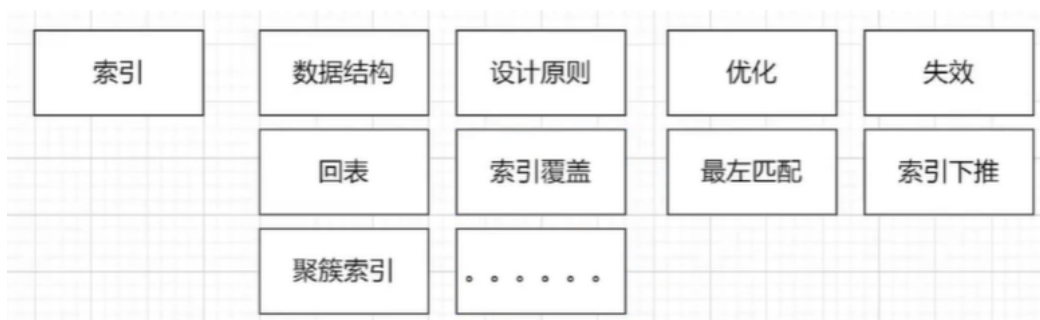 索引 数据结构 设计原则 优化 失效
回表 索引覆盖 最左匹配 索引下推
聚簇索引 。。。。。。